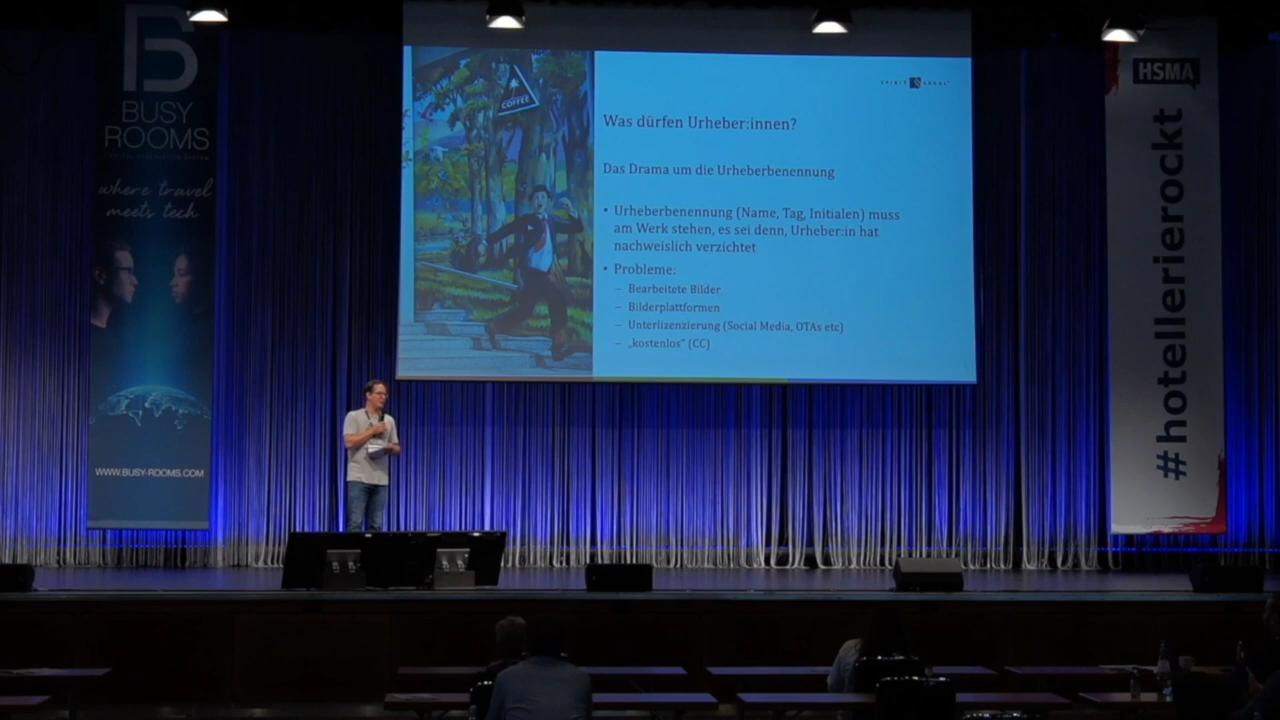 BUSY
ROOMS
where travel
meets tech
WWW.BUSY-ROOMS.COM
COFFEE
SPIRIT LEGAL
Was dürfen Urheber:innen?
Das Drama um die Urheberbenennung
• Urheberbenennung (Name, Tag, Initialen) muss
am Werk stehen, es sei denn, Urheber:in hat
nachweislich verzichtet
• Probleme:
– Bearbeitete Bilder
– Bilderplattformen
– Unterlizenzierung (Social Media, OTAs etc)
– „kostenlos“ (CC)
HSMA
#hotellerierockt